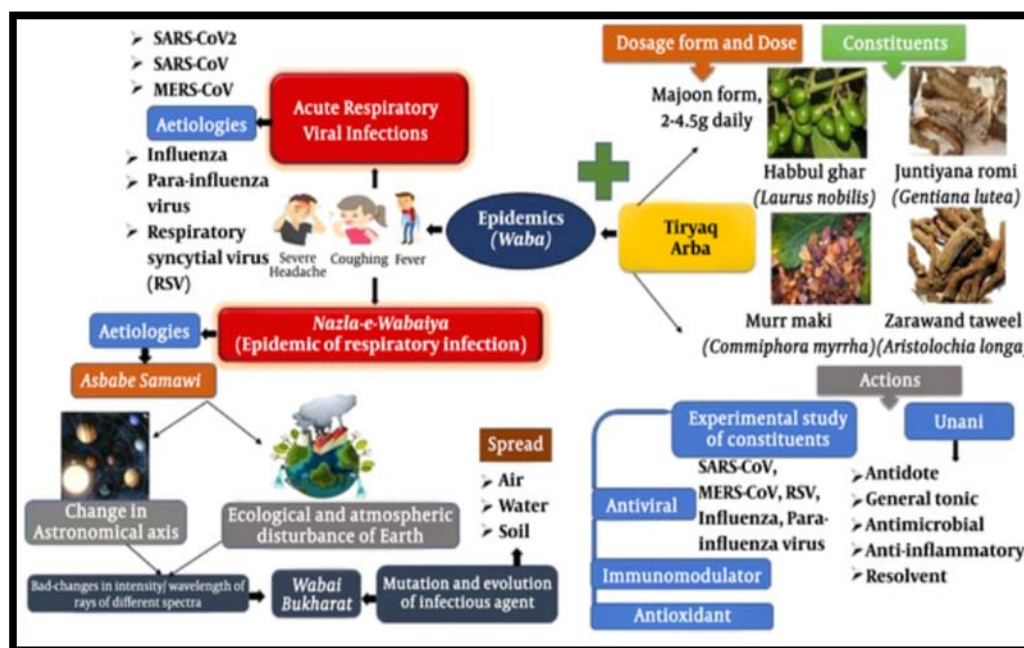 ➢ SARS-CoV2
➢ SARS-CoV
➢ MERS-CoV
Aetiologies
➢ Influenza
➢ Para-influenza
virus
➢ Respiratory
syncytial virus
(RSV)
Acute Respiratory
Viral Infections
Severe
Headache
Coughing
Fever
Epidemics
(Waba)
Tiryaq
Arba
Dosage form and Dose
Majoon form,
2-4.5g daily
Constituents
Habbul ghar
(Laurus nobilis)
Juntiyana romi
(Gentiana lutea)
Murr maki
(Commiphora myrrha)
Zarawand taweel
(Aristolochia longa)
Nazla-e-Wabaiya
(Epidemic of respiratory infection)
Aetiologies
Asbabe Samawi
Change in
Astronomical axis
Ecological and atmospheric
disturbance of Earth
Bad-changes in intensity/ wavelength of
rays of different spectra
Wabai
Bukharat
Mutation and evolution
of infectious agent
Spread
➢ Air
➢ Water
➢ Soil
Actions
Experimental study
of constituents
Antiviral
SARS-CoV,
MERS-CoV, RSV,
Influenza, Para-
influenza virus
Immunomodulator
Antioxidant
Unani
➢ Antidote
➢ General tonic
➢ Antimicrobial
➢ Anti-inflammatory
➢ Resolvent